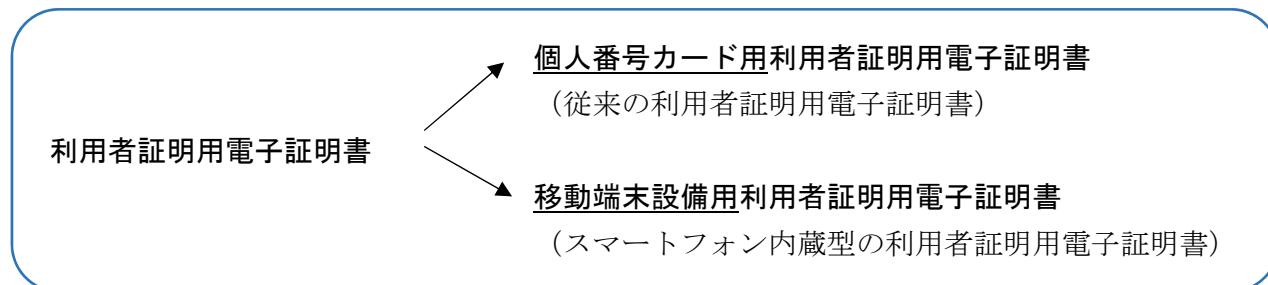 個人番号カード用利用者証明用電子証明書
（従来の利用者証明用電子証明書）
利用者証明用電子証明書
移動端末設備用利用者証明用電子証明書
（スマートフォン内蔵型の利用者証明用電子証明書）